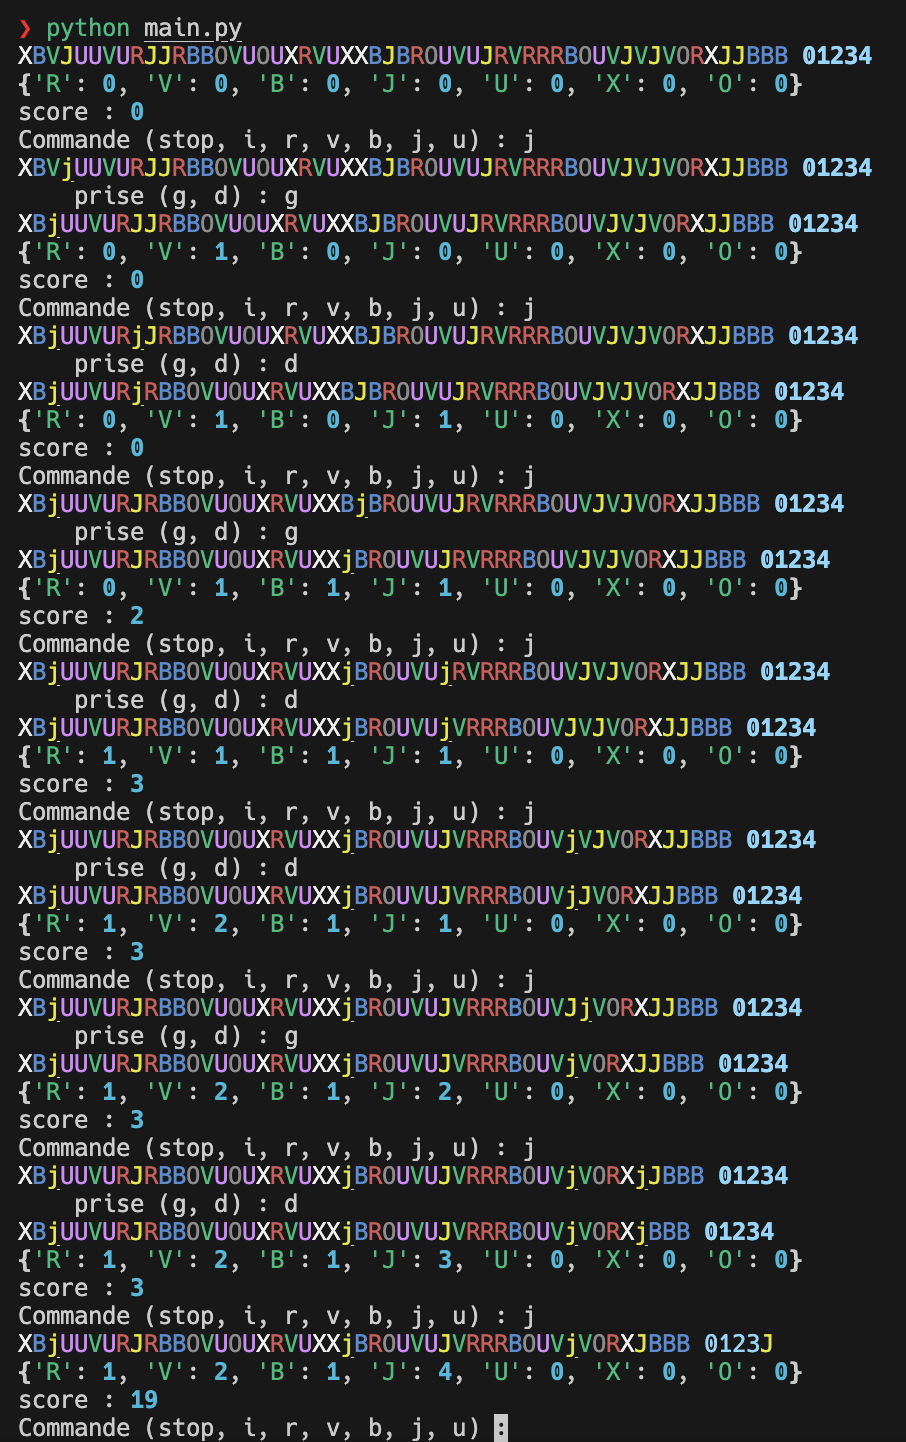 ❯ python main.py
XBVJUUVURJJRBBOVUOUXRVUXXBJBROUVUJRVRRRBOUVJVJVORXJJBBB 01234
{'R': 0, 'V': 0, 'B': 0, 'J': 0, 'U': 0, 'X': 0, 'O': 0}
score : 0
Commande (stop, i, r, v, b, j, u) : j
XBVjUUVURJJRBBOVUOUXRVUXXBJBROUVUJRVRRRBOUVJVJVORXJJBBB 01234
prise (g, d) : g
XBjUUVURJJRBBOVUOUXRVUXXBJBROUVUJRVRRRBOUVJVJVORXJJBBB 01234
{'R': 0, 'V': 1, 'B': 0, 'J': 0, 'U': 0, 'X': 0, 'O': 0}
score : 0
Commande (stop, i, r, v, b, j, u) : j
XBjUUVURjJRBBOVUOUXRVUXXBJBROUVUJRVRRRBOUVJVJVORXJJBBB 01234
prise (g, d) : d
XBjUUVURjRBBOVUOUXRVUXXBJBROUVUJRVRRRBOUVJVJVORXJJBBB 01234
{'R': 0, 'V': 1, 'B': 0, 'J': 1, 'U': 0, 'X': 0, 'O': 0}
score : 0
Commande (stop, i, r, v, b, j, u) : j
XBjUUVURJRBBOVUOUXRVUXXBjBROUVUJRVRRRBOUVJVJVORXJJBBB 01234
prise (g, d) : g
XBjUUVURJRBBOVUOUXRVUXXjBROUVUJRVRRRBOUVJVJVORXJJBBB 01234
{'R': 0, 'V': 1, 'B': 1, 'J': 1, 'U': 0, 'X': 0, 'O': 0}
score : 2
Commande (stop, i, r, v, b, j, u) : j
XBjUUVURJRBBOVUOUXRVUXXjBROUVUjRVRRRBOUVJVJVORXJJBBB 01234
prise (g, d) : d
XBjUUVURJRBBOVUOUXRVUXXjBROUVUjVRRRBOUVJVJVORXJJBBB 01234
{'R': 1, 'V': 1, 'B': 1, 'J': 1, 'U': 0, 'X': 0, 'O': 0}
score : 3
Commande (stop, i, r, v, b, j, u) : j
XBjUUVURJRBBOVUOUXRVUXXjBROUVUJVRRRBOUVjVJVORXJJBBB 01234
prise (g, d) : d
XBjUUVURJRBBOVUOUXRVUXXjBROUVUJVRRRBOUVjJVORXJJBBB 01234
{'R': 1, 'V': 2, 'B': 1, 'J': 1, 'U': 0, 'X': 0, 'O': 0}
score : 3
Commande (stop, i, r, v, b, j, u) : j
XBjUUVURJRBBOVUOUXRVUXXjBROUVUJVRRRBOUVJjVORXJJBBB 01234
prise (g, d) : g
XBjUUVURJRBBOVUOUXRVUXXjBROUVUJVRRRBOUVjVORXJJBBB 01234
{'R': 1, 'V': 2, 'B': 1, 'J': 2, 'U': 0, 'X': 0, 'O': 0}
score : 3
Commande (stop, i, r, v, b, j, u) : j
XBjUUVURJRBBOVUOUXRVUXXjBROUVUJVRRRBOUVjVORXjJBBB 01234
prise (g, d) : d
XBjUUVURJRBBOVUOUXRVUXXjBROUVUJVRRRBOUVjVORXjBBB 01234
{'R': 1, 'V': 2, 'B': 1, 'J': 3, 'U': 0, 'X': 0, 'O': 0}
score : 3
Commande (stop, i, r, v, b, j, u) : j
XBjUUVURJRBBOVUOUXRVUXXjBROUVUJVRRRBOUVjVORXJBBB 0123J
{'R': 1, 'V': 2, 'B': 1, 'J': 4, 'U': 0, 'X': 0, 'O': 0}
score : 19
Commande (stop, i, r, v, b, j, u) :